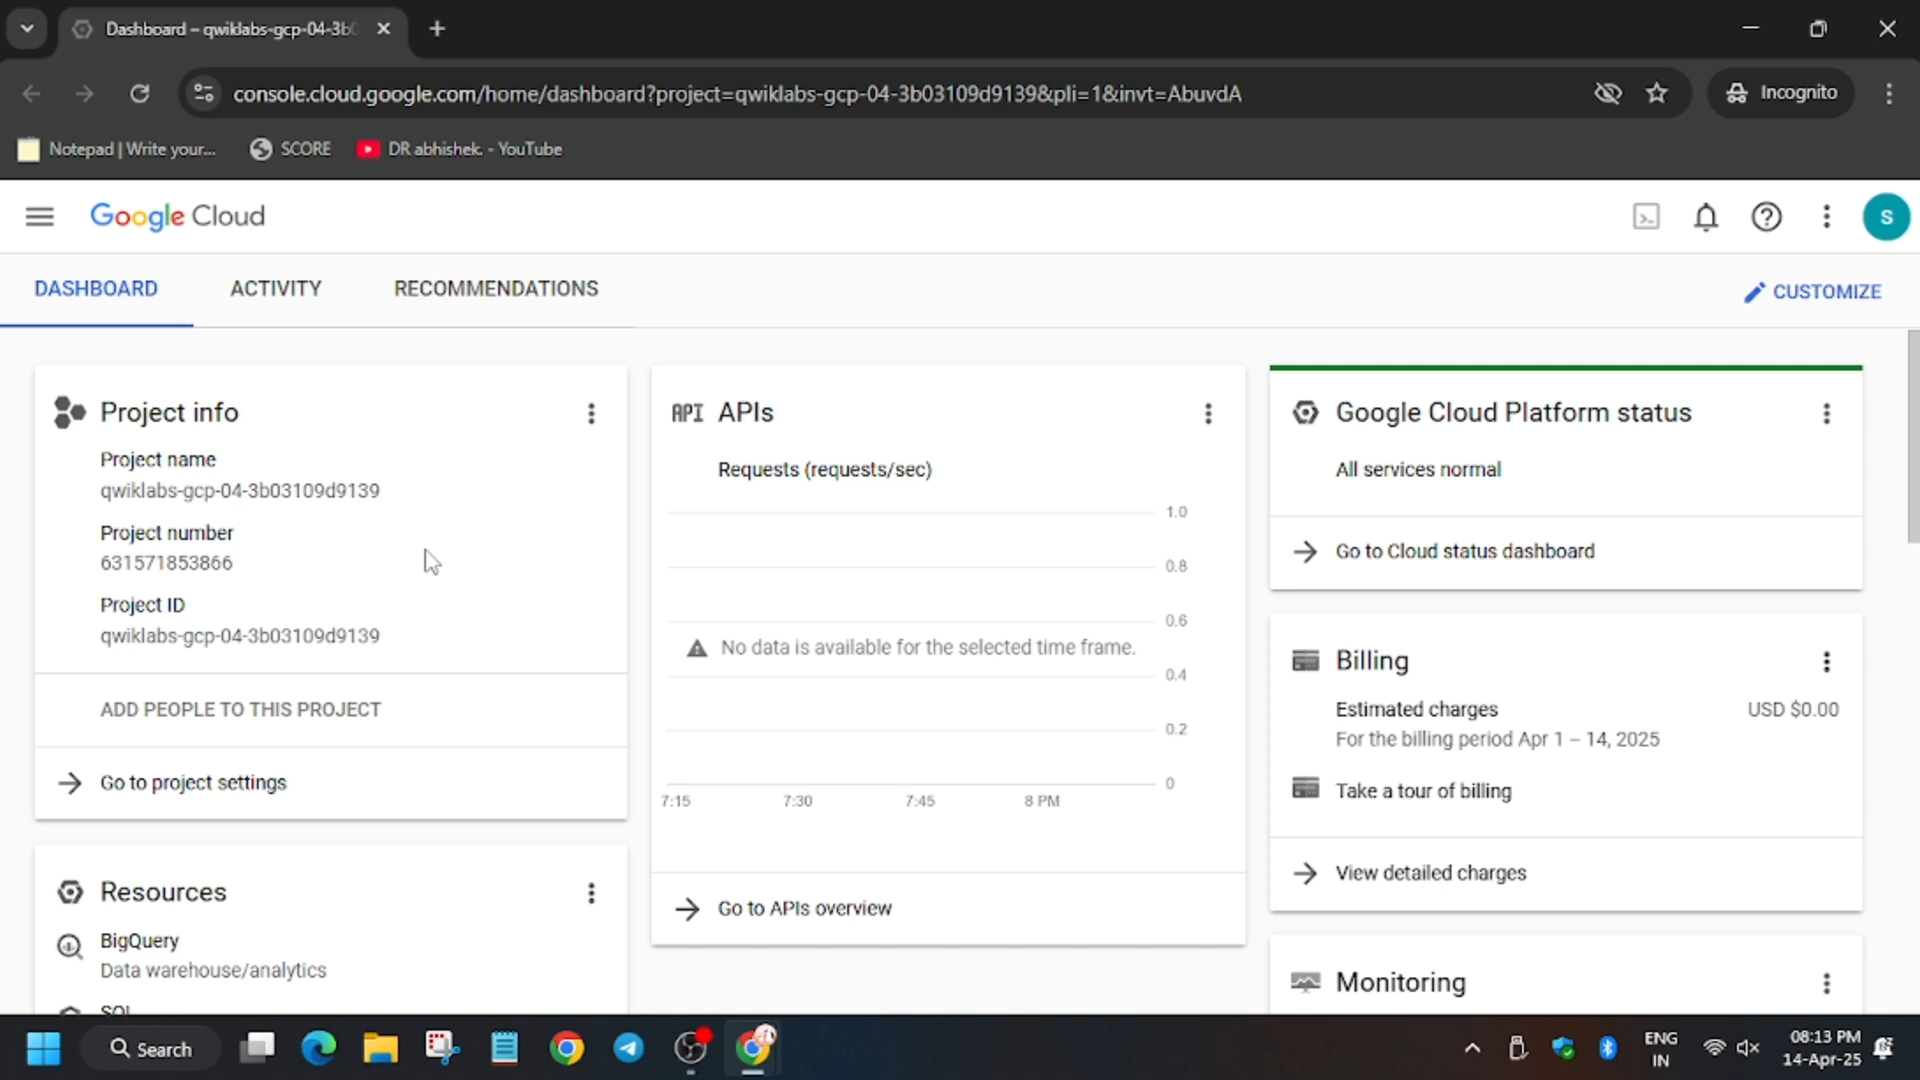 Dashboard – qwiklabs-gcp-04-3b0
console.cloud.google.com/home/dashboard?project=qwiklabs-gcp-04-3b03109d9139&pli=1&invt=AbuvdA
Incognito
Notepad | Write your...
SCORE
DR abhishek. - YouTube
Google Cloud
S
DASHBOARD
ACTIVITY
RECOMMENDATIONS
CUSTOMIZE
Project info
Project name
qwiklabs-gcp-04-3b03109d9139
Project number
631571853866
Project ID
qwiklabs-gcp-04-3b03109d9139
ADD PEOPLE TO THIS PROJECT
Go to project settings
Resources
BigQuery
Data warehouse/analytics
SQL
API APIs
Requests (requests/sec)
1.0
0.8
0.6
No data is available for the selected time frame.
0.4
0.2
0
7:15
7:30
7:45
8 PM
Go to APIs overview
Google Cloud Platform status
All services normal
Go to Cloud status dashboard
Billing
Estimated charges
USD $0.00
For the billing period Apr 1 – 14, 2025
Take a tour of billing
View detailed charges
Monitoring
Search
ENG
IN
08:13 PM
14-Apr-25